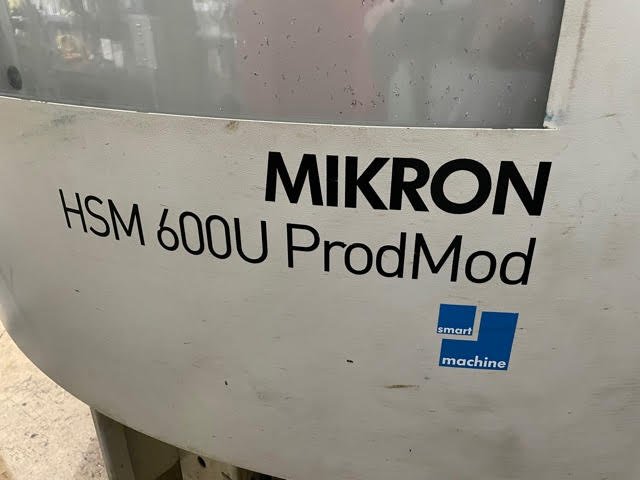 MIKRON
HSM 600U ProdMod
smart
machine